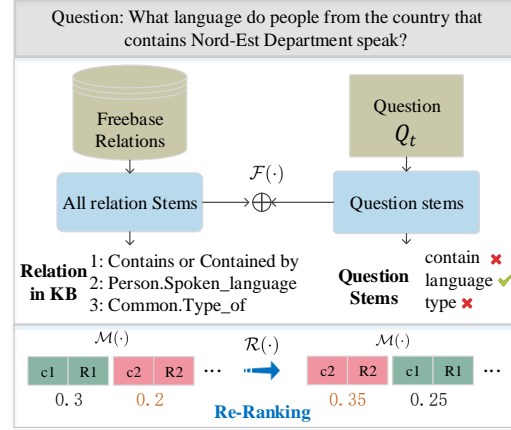 Question: What language do people from the country that
contains Nord-Est Department speak?
Freebase
Relations
Question
Q_t
F(·)
All relation Stems
⊕
Question stems
Relation
in KB
1: Contains or Contained by
2: Person.Spoken_language
3: Common.Type_of
Question
Stems
contain ✖
language ✓
type ✖
M(·)
R(·)
M(·)
c1 R1 c2 R2 ···
c2 R2 c1 R1 ···
0.3 0.2
0.35 0.25
Re-Ranking